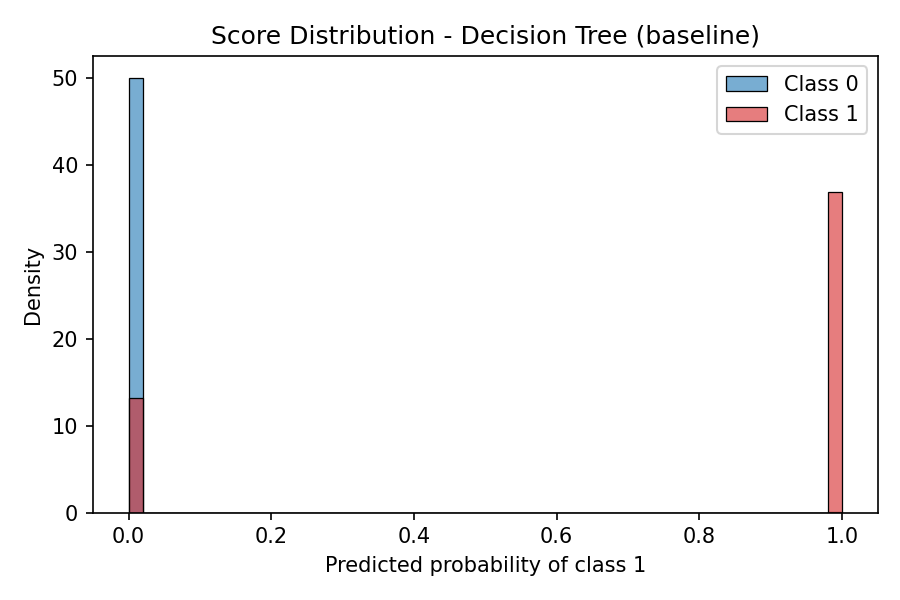 Score Distribution - Decision Tree (baseline)
Class 0
Class 1
Density
50
40
30
20
10
0
0.0 0.2 0.4 0.6 0.8 1.0
Predicted probability of class 1